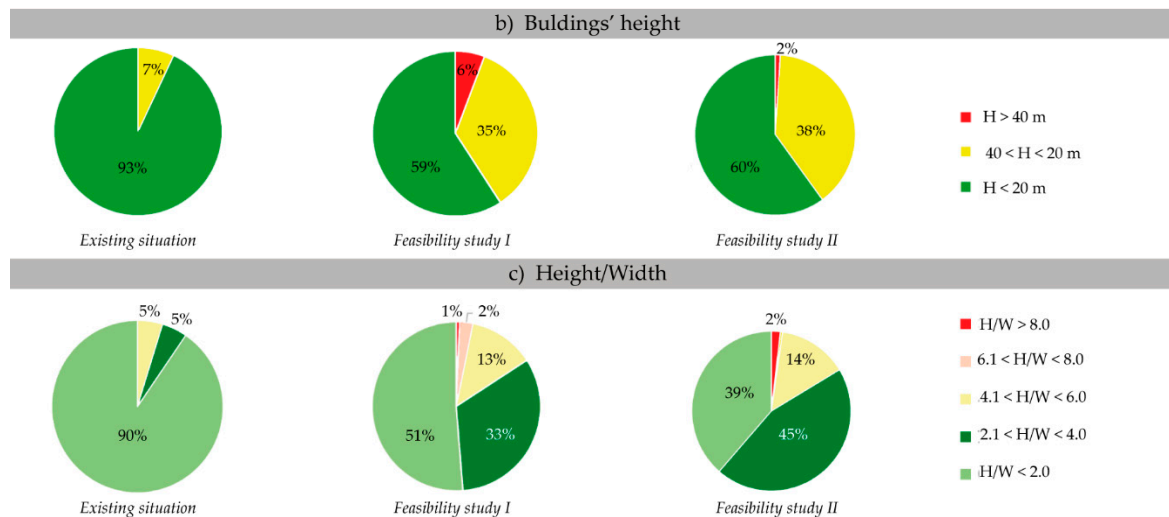 b) Buldings' height
7%
93%
Existing situation
6%
35%
59%
Feasibility study I
2%
38%
60%
Feasibility study II
H > 40 m
40 < H < 20 m
H < 20 m
c) Height/Width
5%
5%
90%
Existing situation
1%
2%
13%
33%
51%
Feasibility study I
2%
14%
45%
39%
Feasibility study II
H/W > 8.0
6.1 < H/W < 8.0
4.1 < H/W < 6.0
2.1 < H/W < 4.0
H/W < 2.0